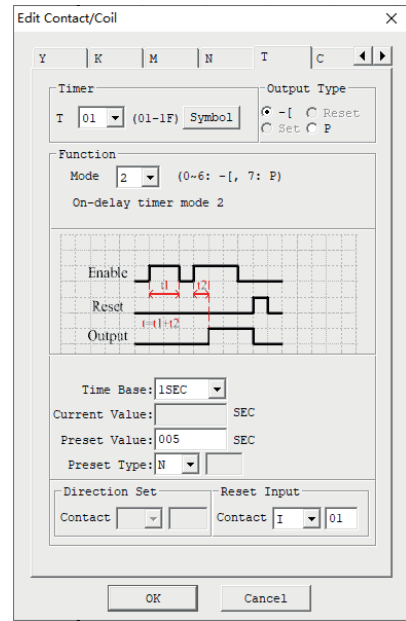 Edit Contact/Coil
Y K M N T C
Timer
T 01 (01-1F) Symbol
Output Type
-[ Reset
Set P
Function
Mode 2 (0~6: -[, 7: P)
On-delay timer mode 2
Enable
t1 t2
Reset
t=t1+t2
Output
Time Base: 1SEC
Current Value: SEC
Preset Value: 005 SEC
Preset Type: N
Direction Set
Contact
Reset Input
Contact I 01
OK Cancel